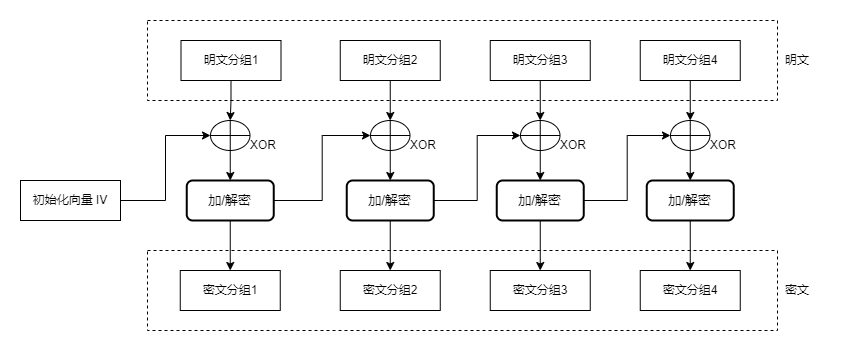 明文分组1
明文分组2
明文分组3
明文分组4
明文
XOR
XOR
XOR
XOR
初始化向量 IV
加/解密
加/解密
加/解密
加/解密
密文分组1
密文分组2
密文分组3
密文分组4
密文